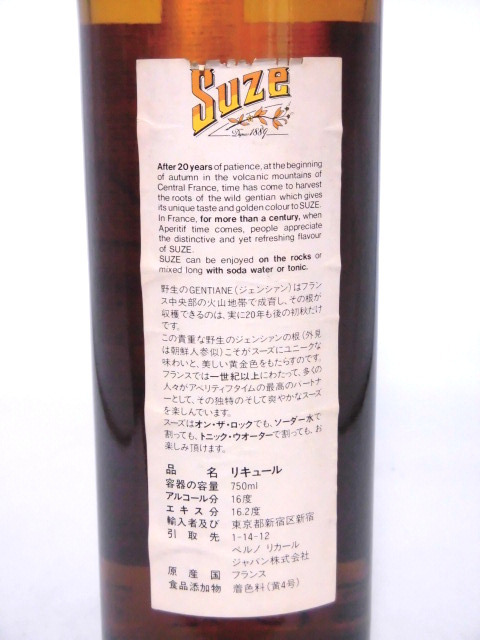 Suze
Depuis 1889
After 20 years of patience, at the beginning
of autumn in the volcanic mountains of
Central France, time has come to harvest
the roots of the wild gentian which gives
its unique taste and golden colour to SUZE.
In France, for more than a century, when
Aperitif time comes, people appreciate
the distinctive and yet refreshing flavour
of SUZE.
SUZE can be enjoyed on the rocks or
mixed long with soda water or tonic.
野生のGENTIANE(ジェンシァン)はフラン
ス中央部の火山地帯で成育し、その根が
収穫できるのは、実に20年も後の初秋だけ
です。
この貴重な野生のジェンシァンの根(外見
は朝鮮人参似)こそがスーズにユニークな
味わいと、美しい黄金色をもたらすのです。
フランスでは一世紀以上にわたって、多くの
人々がアペリティフタイムの最高のパートナ
ーとして、その独特のそして爽やかなスーズ
を楽しんでいます。
スーズはオン・ザ・ロックでも、ソーダー水で
割っても、トニック・ウオーターで割っても、お
楽しみ頂けます。
品 名 リキュール
容器の容量 750ml
アルコール分 16度
エキス分 16.2度
輸入者及び 東京都新宿区新宿
引取先 1-14-12
ペルノ リカール
ジャパン株式会社
原産国 フランス
食品添加物 着色料(黄4号)